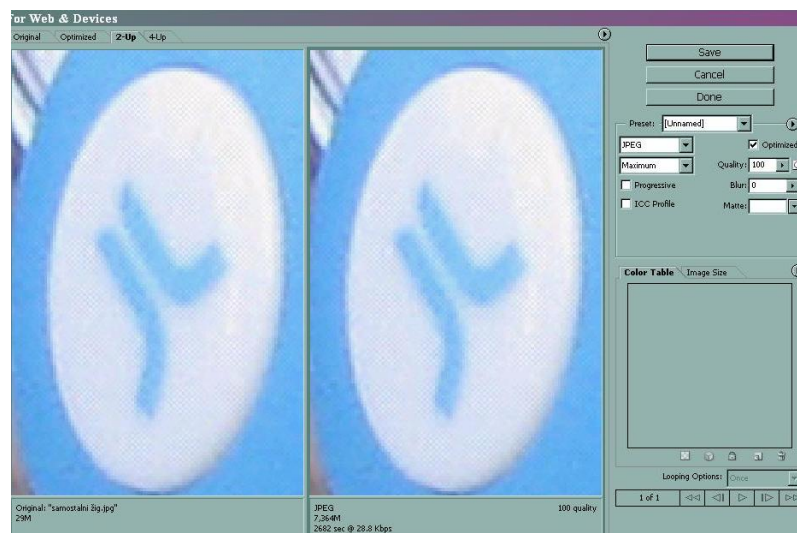 For Web & Devices
Original Optimized 2-Up 4-Up
Save
Cancel
Done
Preset: [Unnamed]
JPEG
Optimized
Maximum
Quality: 100
Progressive
Blur: 0
ICC Profile
Matte:
Color Table Image Size
Looping Options: Once
1 of 1
Original: "samostalni žig.jpg"
29M
JPEG
100 quality
7,364M
2682 sec @ 28.8 Kbps